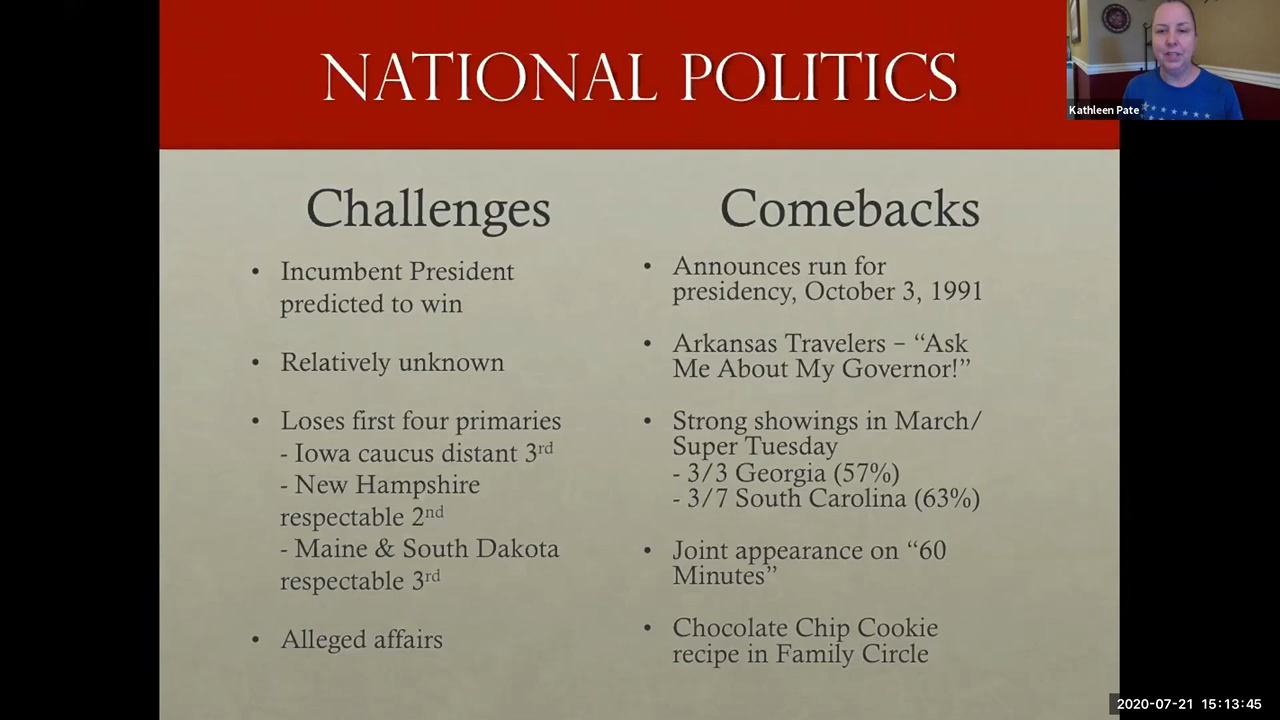 NATIONAL POLITICS
Kathleen Pate
Challenges
• Incumbent President
predicted to win
• Relatively unknown
• Loses first four primaries
- Iowa caucus distant 3rd
- New Hampshire
respectable 2nd
- Maine & South Dakota
respectable 3rd
• Alleged affairs
Comebacks
• Announces run for
presidency, October 3, 1991
• Arkansas Travelers – “Ask
Me About My Governor!”
• Strong showings in March/
Super Tuesday
- 3/3 Georgia (57%)
- 3/7 South Carolina (63%)
• Joint appearance on “60
Minutes”
• Chocolate Chip Cookie
recipe in Family Circle
2020-07-21 15:13:45